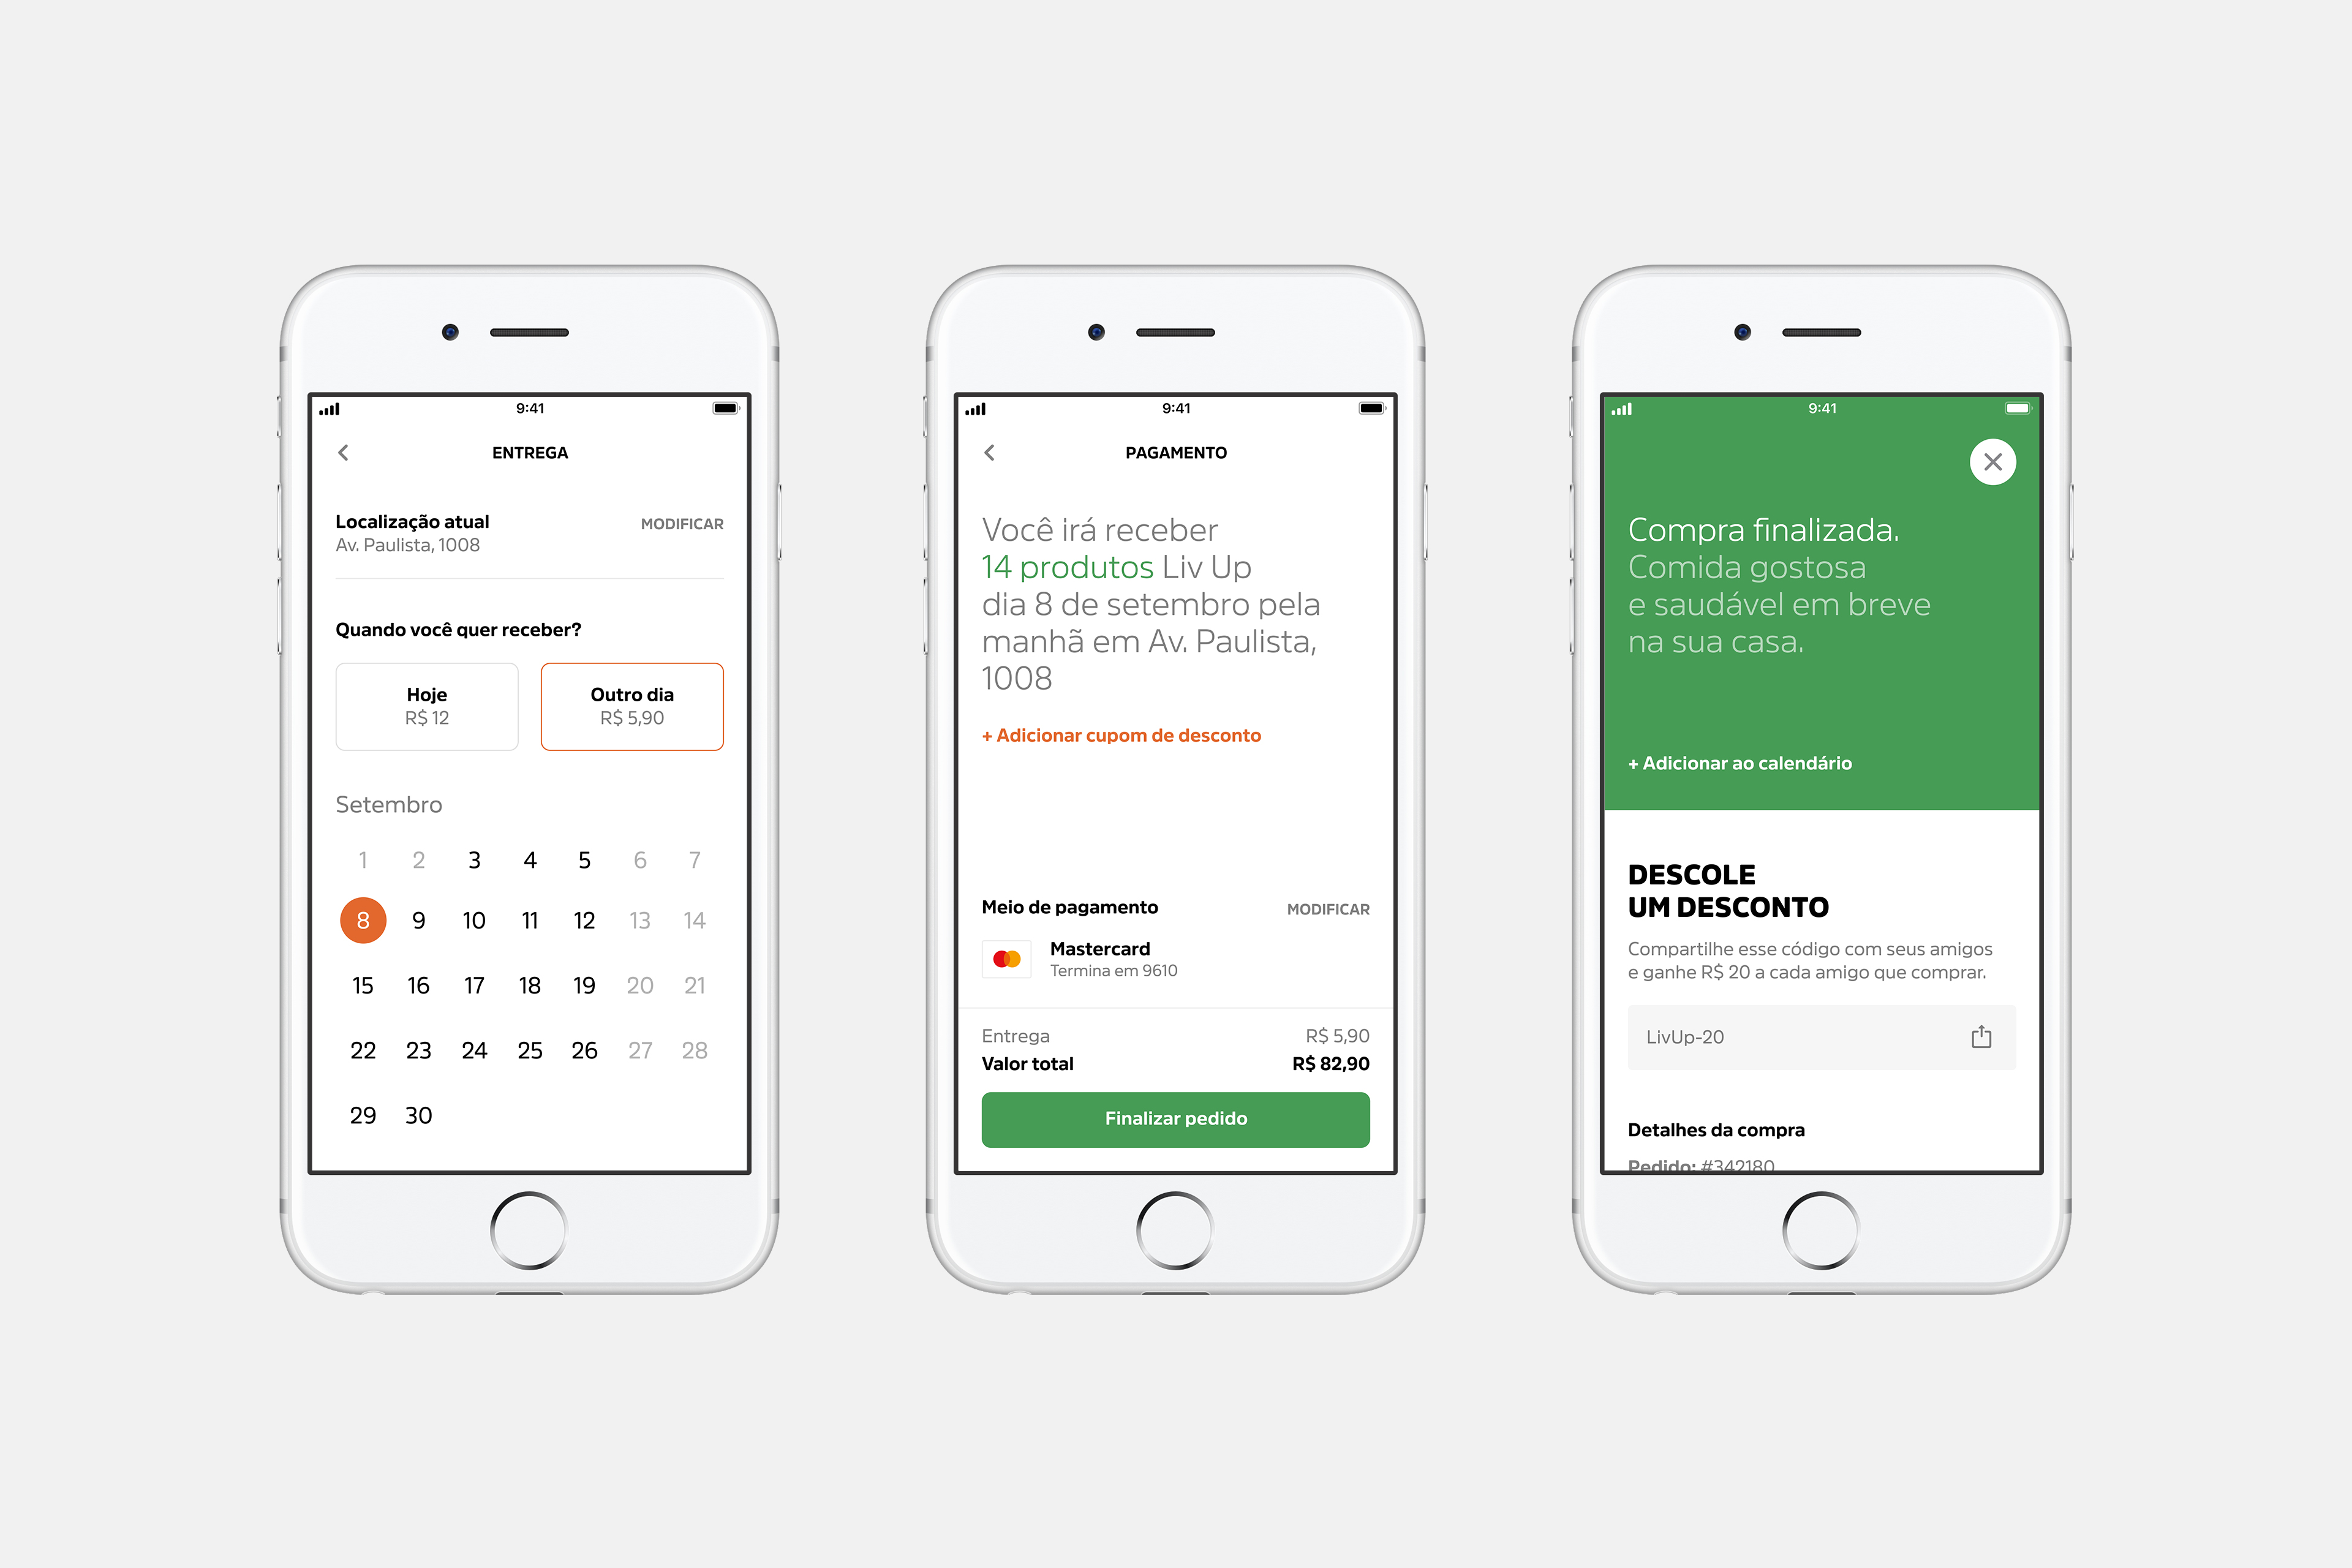 9:41
ENTREGA
Localização atual
MODIFICAR
Av. Paulista, 1008
Quando você quer receber?
Hoje
R$ 12
Outro dia
R$ 5,90
Setembro
1 2 3 4 5 6 7
8 9 10 11 12 13 14
15 16 17 18 19 20 21
22 23 24 25 26 27 28
29 30
9:41
PAGAMENTO
Você irá receber
14 produtos Liv Up
dia 8 de setembro pela
manhã em Av. Paulista,
1008
+ Adicionar cupom de desconto
Meio de pagamento
MODIFICAR
Mastercard
Termina em 9610
Entrega R$ 5,90
Valor total R$ 82,90
Finalizar pedido
9:41
Compra finalizada.
Comida gostosa
e saudável em breve
na sua casa.
+ Adicionar ao calendário
DESCOLE
UM DESCONTO
Compartilhe esse código com seus amigos
e ganhe R$ 20 a cada amigo que comprar.
LivUp-20
Detalhes da compra
Pedido: #342180